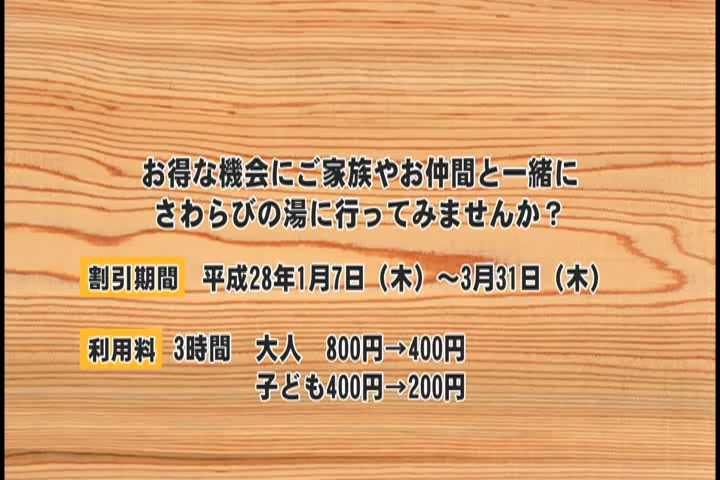 お得な機会にご家族やお仲間と一緒に
さわらびの湯に行ってみませんか？
割引期間 平成28年1月7日（木）～3月31日（木）
利用料 3時間 大人 800円→400円
子ども400円→200円